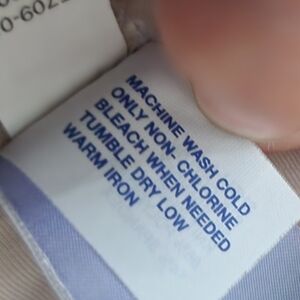 MACHINE WASH COLD
ONLY NON- CHLORINE
BLEACH WHEN NEEDED
TUMBLE DRY LOW
WARM IRON